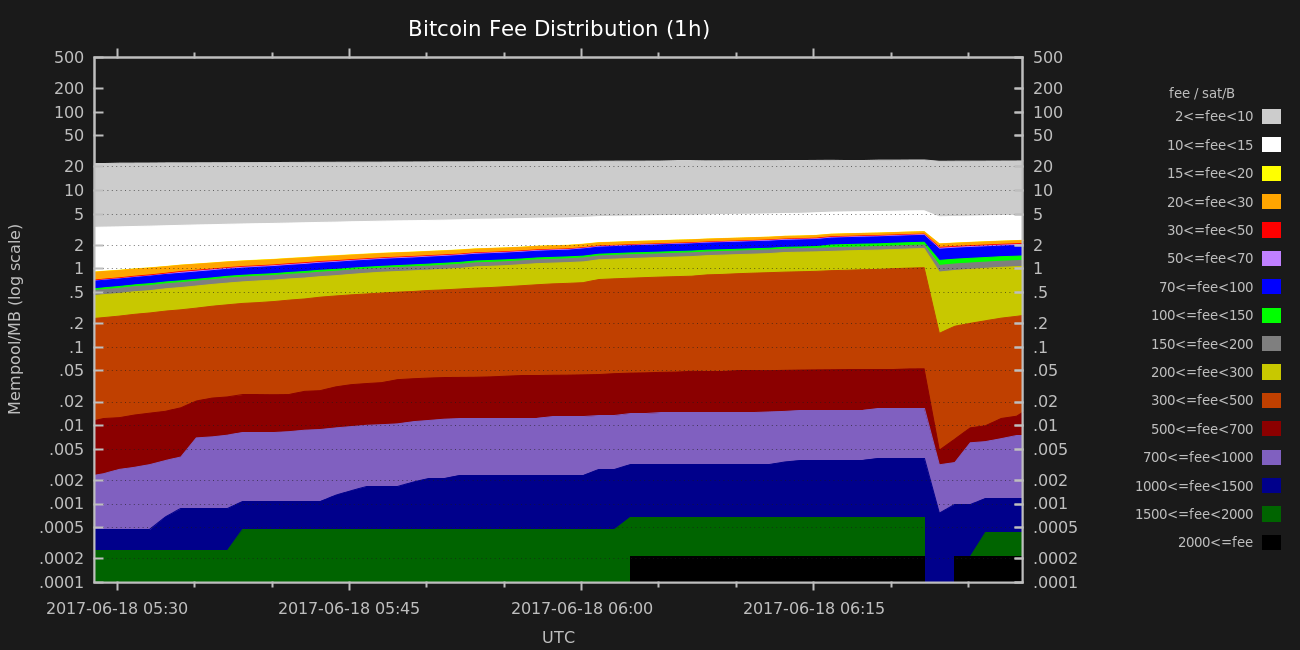 Bitcoin Fee Distribution (1h)
Mempool/MB (log scale)
500
200
100
50
20
10
5
2
1
.5
.2
.1
.05
.02
.01
.005
.002
.001
.0005
.0002
.0001
500
200
100
50
20
10
5
2
1
.5
.2
.1
.05
.02
.01
.005
.002
.001
.0005
.0002
.0001
2017-06-18 05:30
2017-06-18 05:45
2017-06-18 06:00
2017-06-18 06:15
UTC
fee / sat/B
2<=fee<10
10<=fee<15
15<=fee<20
20<=fee<30
30<=fee<50
50<=fee<70
70<=fee<100
100<=fee<150
150<=fee<200
200<=fee<300
300<=fee<500
500<=fee<700
700<=fee<1000
1000<=fee<1500
1500<=fee<2000
2000<=fee